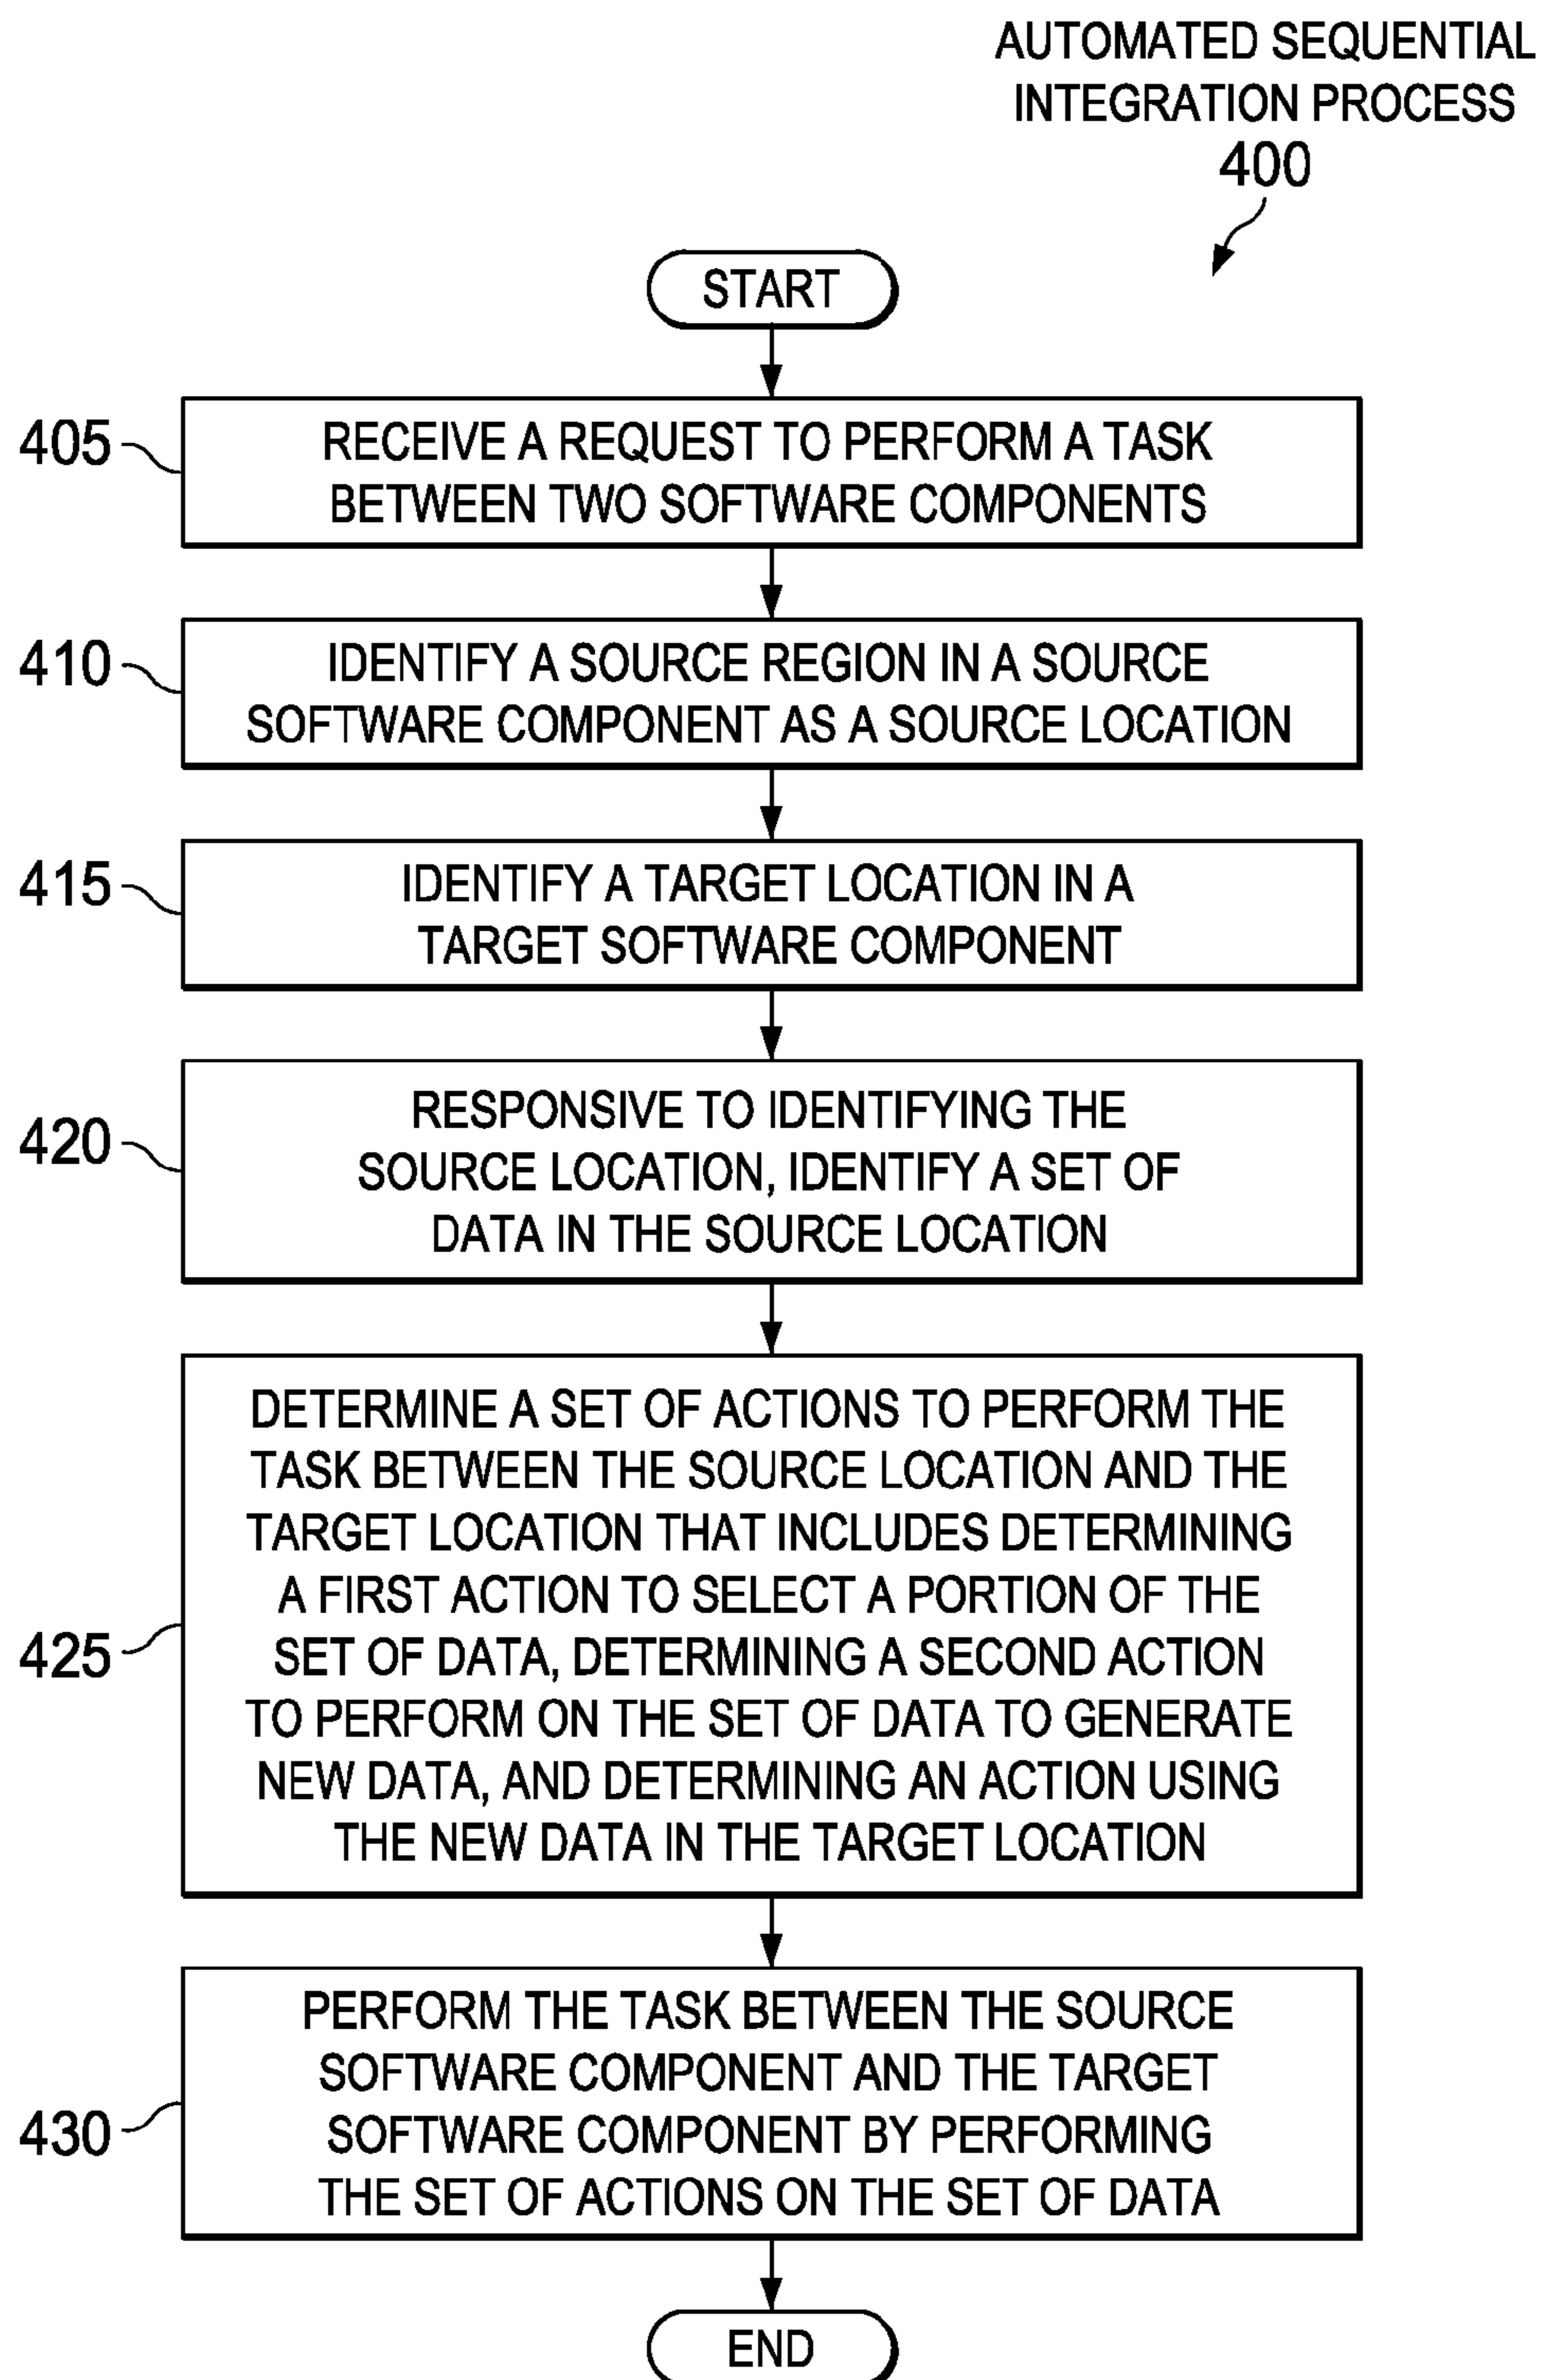 AUTOMATED SEQUENTIAL
INTEGRATION PROCESS
400
START
405
RECEIVE A REQUEST TO PERFORM A TASK
BETWEEN TWO SOFTWARE COMPONENTS
410
IDENTIFY A SOURCE REGION IN A SOURCE
SOFTWARE COMPONENT AS A SOURCE LOCATION
415
IDENTIFY A TARGET LOCATION IN A
TARGET SOFTWARE COMPONENT
420
RESPONSIVE TO IDENTIFYING THE
SOURCE LOCATION, IDENTIFY A SET OF
DATA IN THE SOURCE LOCATION
425
DETERMINE A SET OF ACTIONS TO PERFORM THE
TASK BETWEEN THE SOURCE LOCATION AND THE
TARGET LOCATION THAT INCLUDES DETERMINING
A FIRST ACTION TO SELECT A PORTION OF THE
SET OF DATA, DETERMINING A SECOND ACTION
TO PERFORM ON THE SET OF DATA TO GENERATE
NEW DATA, AND DETERMINING AN ACTION USING
THE NEW DATA IN THE TARGET LOCATION
430
PERFORM THE TASK BETWEEN THE SOURCE
SOFTWARE COMPONENT AND THE TARGET
SOFTWARE COMPONENT BY PERFORMING
THE SET OF ACTIONS ON THE SET OF DATA
END